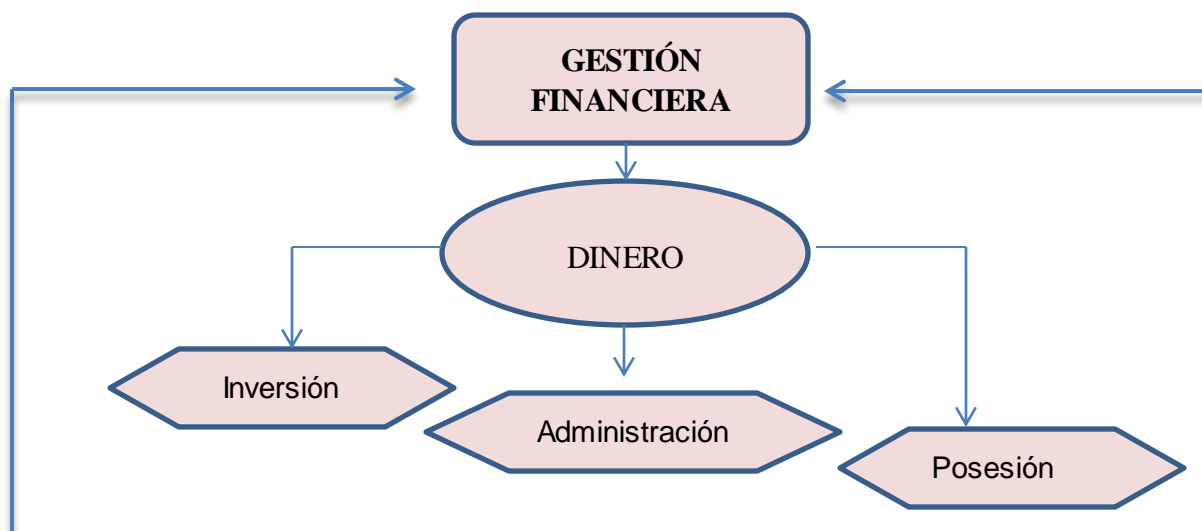 GESTIÓN
FINANCIERA
DINERO
Inversión
Administración
Posesión